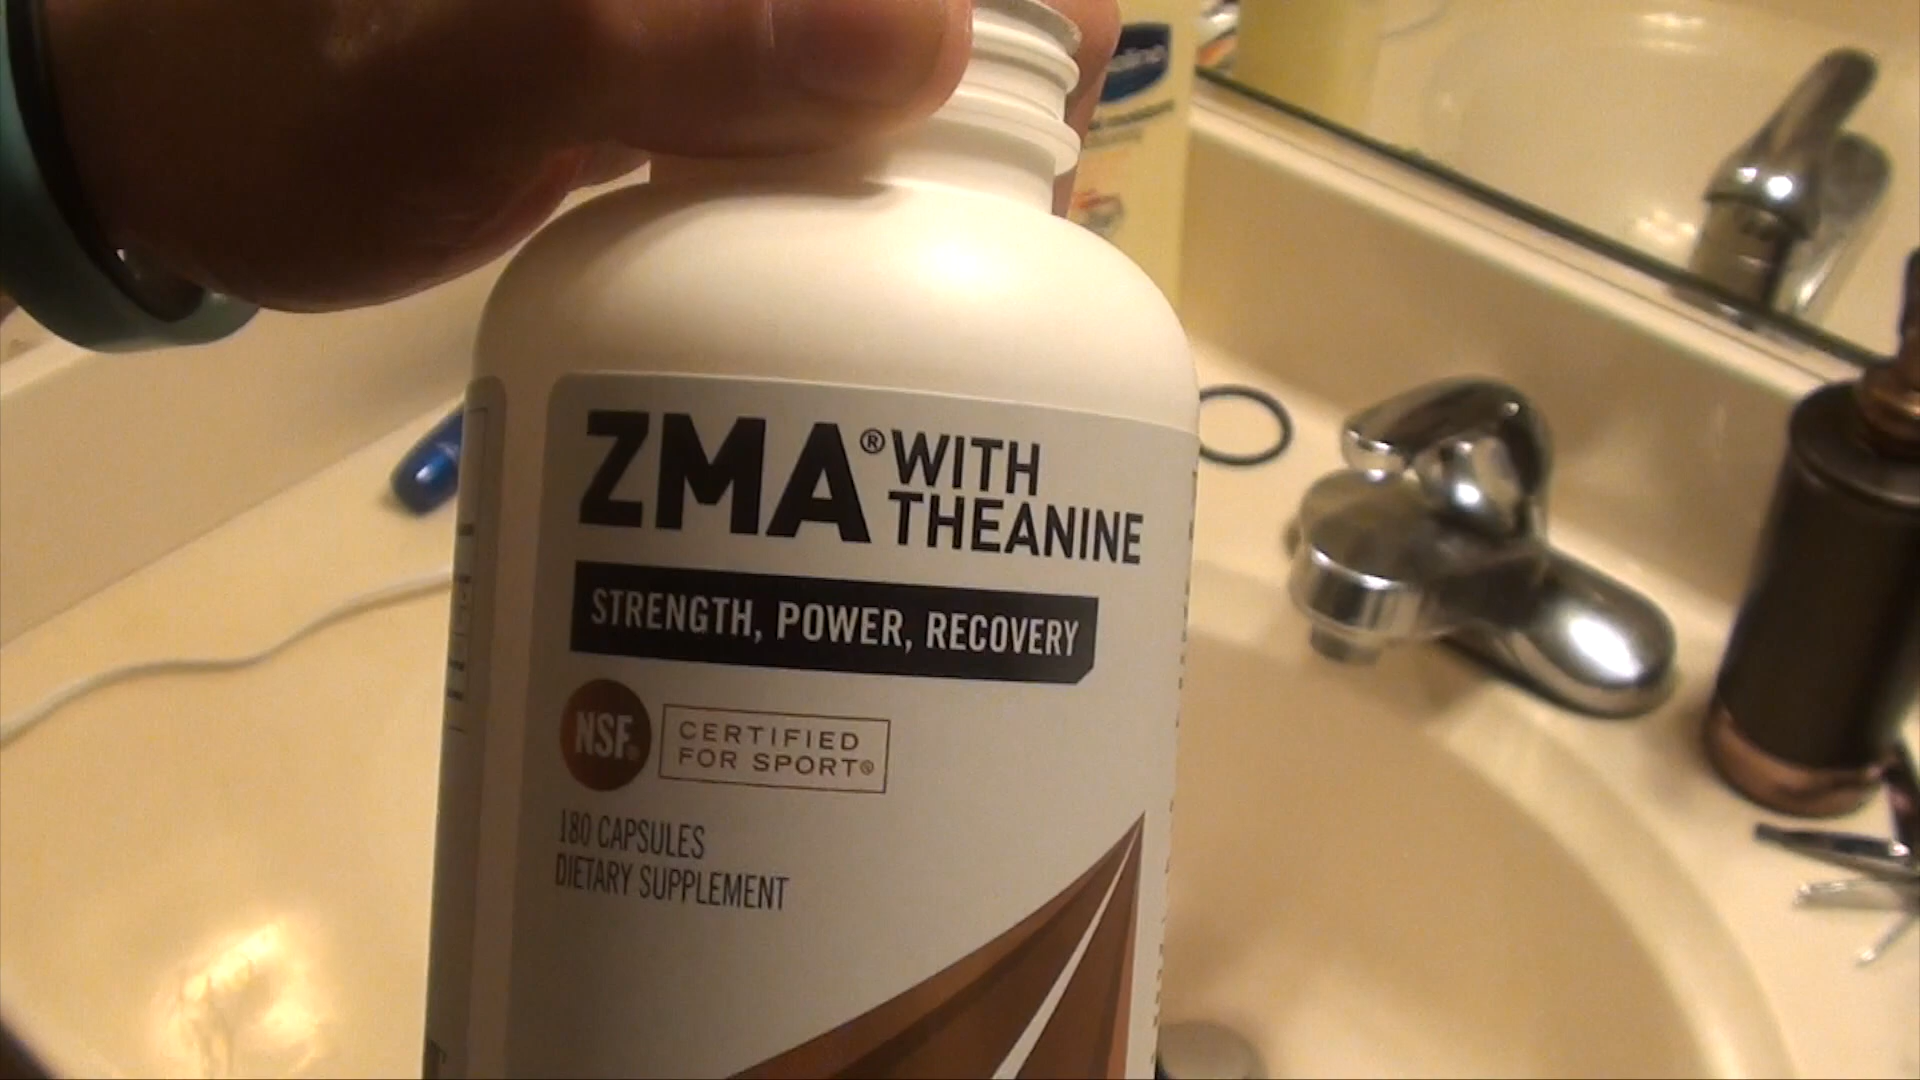 ZMA® WITH
THEANINE
STRENGTH, POWER, RECOVERY
NSF®
CERTIFIED
FOR SPORT®
180 CAPSULES
DIETARY SUPPLEMENT